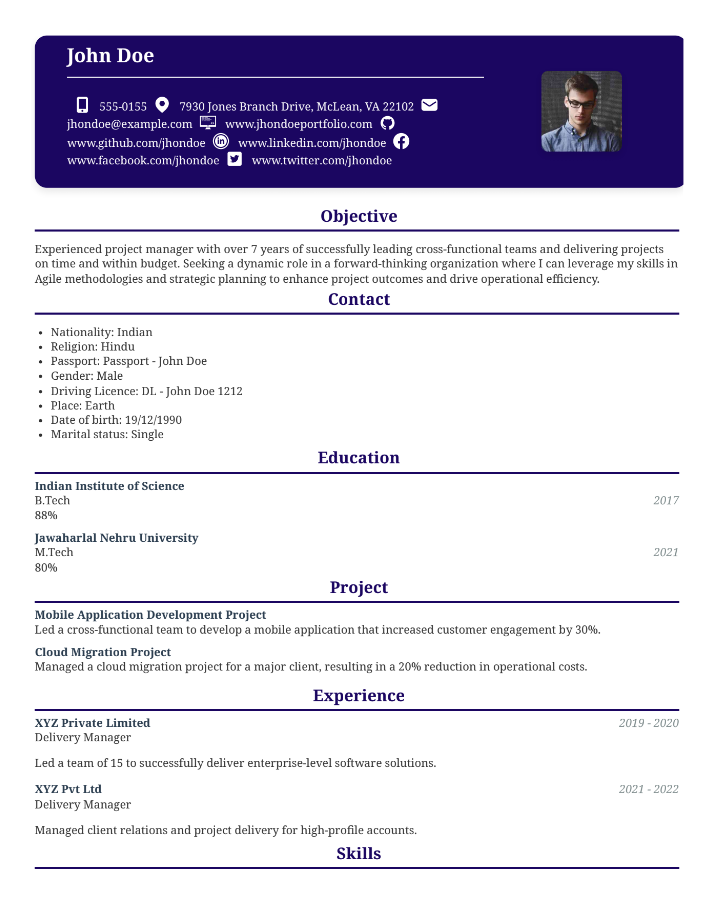 John Doe
555-0155 7930 Jones Branch Drive, McLean, VA 22102
jhondoe@example.com www.jhondoeportfolio.com
www.github.com/jhondoe www.linkedin.com/jhondoe
www.facebook.com/jhondoe www.twitter.com/jhondoe
Objective
Experienced project manager with over 7 years of successfully leading cross-functional teams and delivering projects
on time and within budget. Seeking a dynamic role in a forward-thinking organization where I can leverage my skills in
Agile methodologies and strategic planning to enhance project outcomes and drive operational efficiency.
Contact
• Nationality: Indian
• Religion: Hindu
• Passport: Passport - John Doe
• Gender: Male
• Driving Licence: DL - John Doe 1212
• Place: Earth
• Date of birth: 19/12/1990
• Marital status: Single
Education
Indian Institute of Science
B.Tech 2017
88%
Jawaharlal Nehru University
M.Tech 2021
80%
Project
Mobile Application Development Project
Led a cross-functional team to develop a mobile application that increased customer engagement by 30%.
Cloud Migration Project
Managed a cloud migration project for a major client, resulting in a 20% reduction in operational costs.
Experience
XYZ Private Limited 2019 - 2020
Delivery Manager
Led a team of 15 to successfully deliver enterprise-level software solutions.
XYZ Pvt Ltd 2021 - 2022
Delivery Manager
Managed client relations and project delivery for high-profile accounts.
Skills